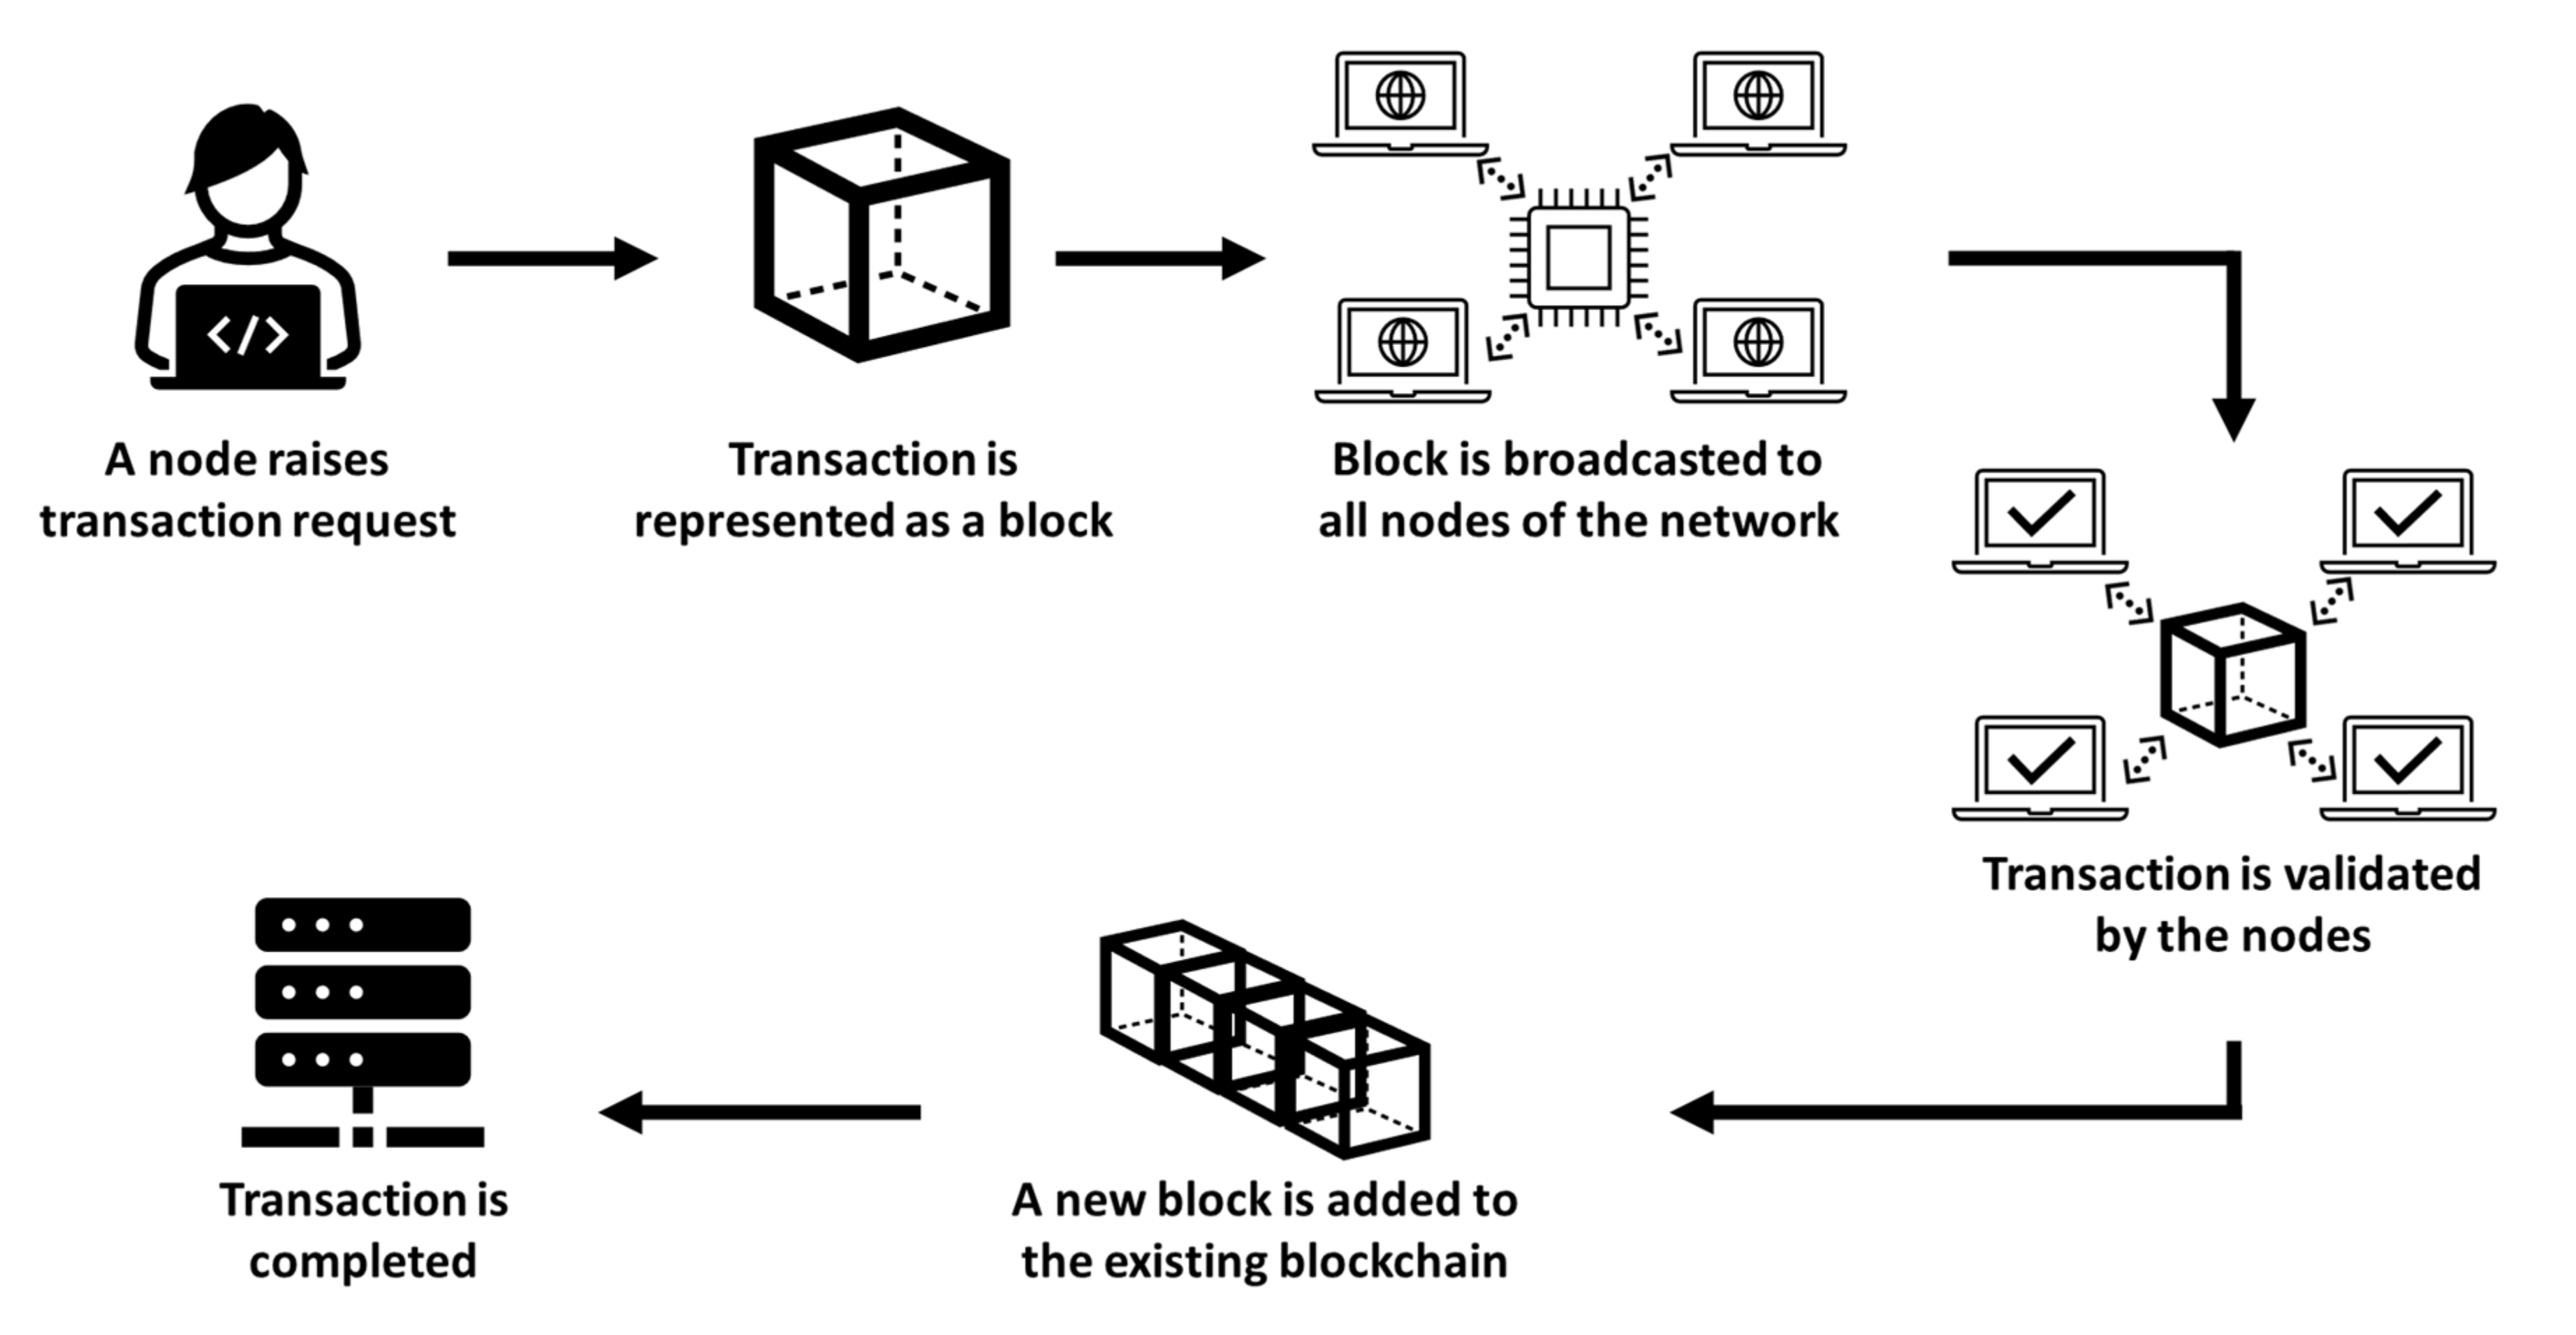 </>
A node raises
transaction request
Transaction is
represented as a block
Block is broadcasted to
all nodes of the network
Transaction is validated
by the nodes
A new block is added to
the existing blockchain
Transaction is
completed